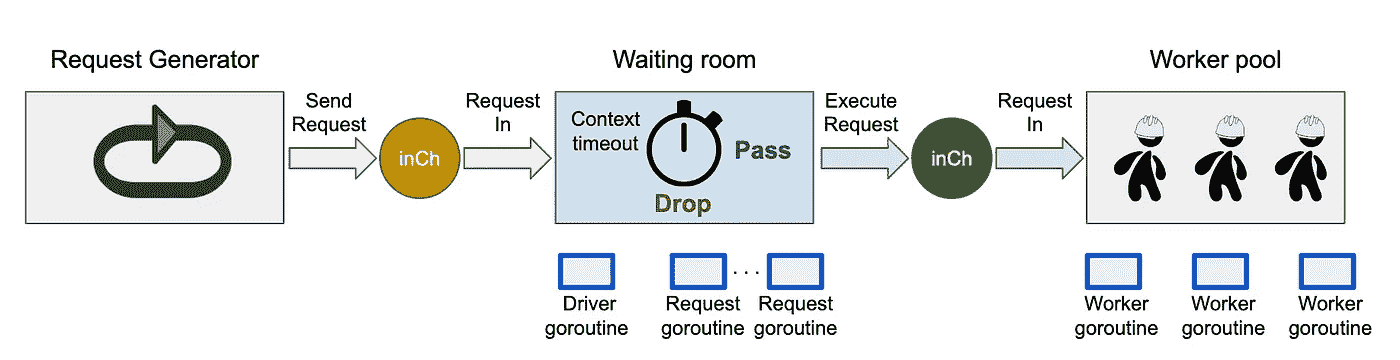 Request Generator
Waiting room
Worker pool
Send
Request
inCh
Request
In
Context
timeout
Pass
Drop
Execute
Request
inCh
Request
In
Driver
goroutine
Request
goroutine
...
Request
goroutine
Worker
goroutine
Worker
goroutine
Worker
goroutine